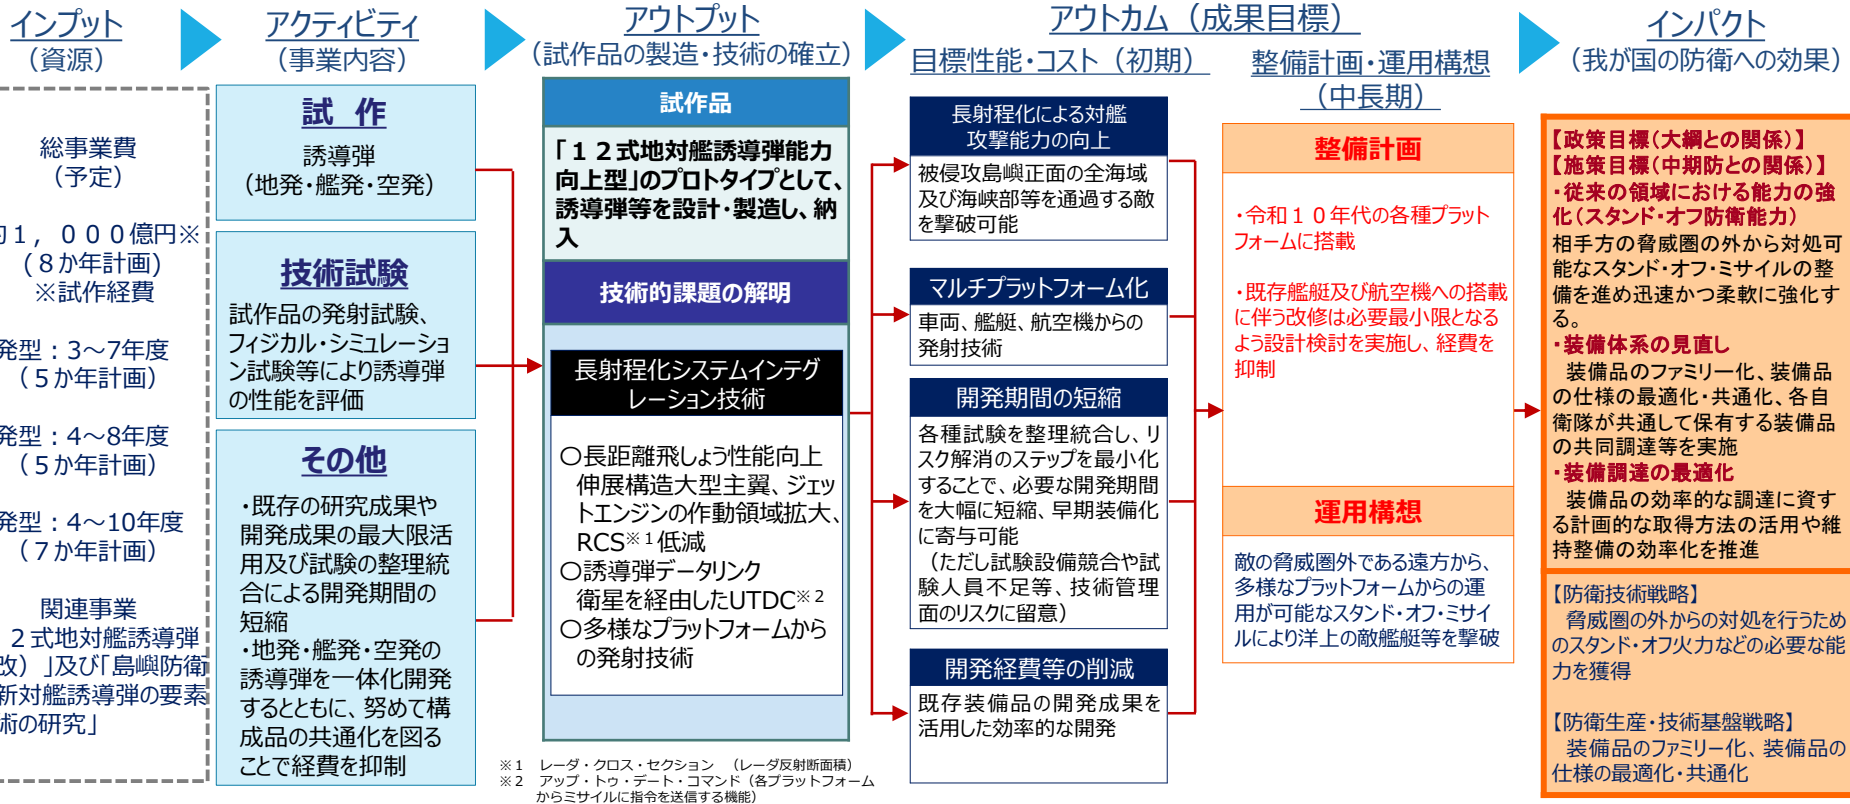 インプット
（資源）
アクティビティ
（事業内容）
アウトプット
（試作品の製造・技術の確立）
アウトカム（成果目標）
目標性能・コスト（初期）
整備計画・運用構想
（中長期）
インパクト
（我が国の防衛への効果）
総事業費
（予定）
１，０００億円※
（８か年計画）
※試作経費
発型：3～7年度
（５か年計画）
発型：4～8年度
（５か年計画）
発型：4～10年度
（７か年計画）
関連事業
２式地対艦誘導弾
改）」及び「島嶼防衛
新対艦誘導弾の要素
術の研究」
試 作
誘導弾
（地発・艦発・空発）
技術試験
試作品の発射試験、
フィジカル・シミュレーショ
ン試験等により誘導弾
の性能を評価
その他
・既存の研究成果や
開発成果の最大限活
用及び試験の整理統
合による開発期間の
短縮
・地発・艦発・空発の
誘導弾を一体化開発
するとともに、努めて構
成品の共通化を図る
ことで経費を抑制
試作品
「１２式地対艦誘導弾能力
向上型」のプロトタイプとして、
誘導弾等を設計・製造し、納
入
技術的課題の解明
長射程化システムインテグ
レーション技術
〇長距離飛しょう性能向上
伸展構造大型主翼、ジェッ
トエンジンの作動領域拡大、
RCS※1低減
〇誘導弾データリンク
衛星を経由したUTDC※2
〇多様なプラットフォームから
の発射技術
※１　レーダ・クロス・セクション　（レーダ反射断面積）
※２　アップ・トゥ・デート・コマンド（各プラットフォーム
からミサイルに指令を送信する機能）
長射程化による対艦
攻撃能力の向上
被侵攻島嶼正面の全海域
及び海峡部等を通過する敵
を撃破可能
マルチプラットフォーム化
車両、艦艇、航空機からの
発射技術
開発期間の短縮
各種試験を整理統合し、リ
スク解消のステップを最小化
することで、必要な開発期間
を大幅に短縮、早期装備化
に寄与可能
（ただし試験設備競合や試
験人員不足等、技術管理
面のリスクに留意）
開発経費等の削減
既存装備品の開発成果を
活用した効率的な開発
整備計画
・令和１０年代の各種プラット
フォームに搭載
・既存艦艇及び航空機への搭載
に伴う改修は必要最小限となる
よう設計検討を実施し、経費を
抑制
運用構想
敵の脅威圏外である遠方から、
多様なプラットフォームからの運
用が可能なスタンド・オフ・ミサイ
ルにより洋上の敵艦艇等を撃破
【政策目標（大綱との関係）】
【施策目標（中期防との関係）】
・従来の領域における能力の強
化（スタンド・オフ防衛能力）
相手方の脅威圏の外から対処可
能なスタンド・オフ・ミサイルの整
備を進め迅速かつ柔軟に強化す
る。
・装備体系の見直し
装備品のファミリー化、装備品
の仕様の最適化・共通化、各自
衛隊が共通して保有する装備品
の共同調達等を実施
・装備調達の最適化
装備品の効率的な調達に資す
る計画的な取得方法の活用や維
持整備の効率化を推進
【防衛技術戦略】
脅威圏の外からの対処を行うため
のスタンド・オフ火力などの必要な能
力を獲得
【防衛生産・技術基盤戦略】
装備品のファミリー化、装備品の
仕様の最適化・共通化